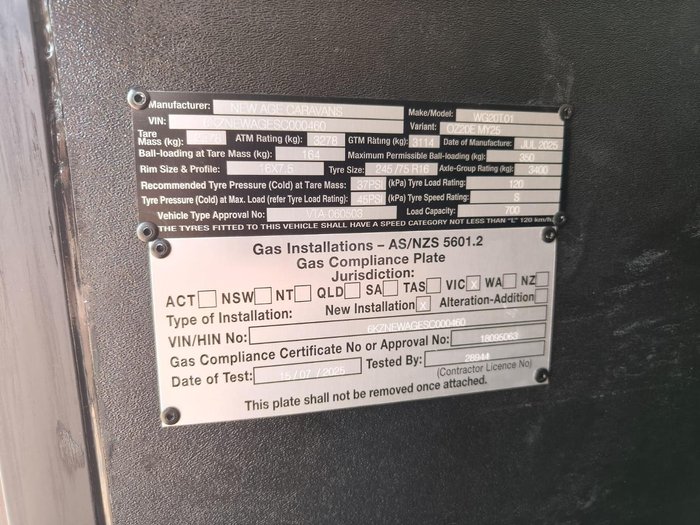 Manufacturer: NEW AGE CARAVANS Make/Model: WG20T.01
VIN: 6KZNEWAGESC000460 Variant: OZ20E MY25
Tare Mass (kg): 2578 ATM Rating (kg): 3278 GTM Rating (kg): 3114 Date of Manufacture: JUL 2025
Ball-loading at Tare Mass (kg): 164 Maximum Permissible Ball-loading (kg): 350
Rim Size & Profile: 16X7.5 Tyre Size: 245/75 R16 Axle-Group Rating (kg): 3400
Recommended Tyre Pressure (Cold) at Tare Mass: 37PSI (kPa) Tyre Load Rating: 120
Tyre Pressure (Cold) at Max. Load (refer Tyre Load Rating): 45PSI (kPa) Tyre Speed Rating: S
Vehicle Type Approval No: VTA-060503 Load Capacity: 700
THE TYRES FITTED TO THIS VEHICLE SHALL HAVE A SPEED CATEGORY NOT LESS THAN "L" 120 km/h
Gas Installations – AS/NZS 5601.2
Gas Compliance Plate
Jurisdiction:
ACT NSW NT QLD SA TAS VIC X WA NZ
Type of Installation: New Installation X Alteration-Addition
VIN/HIN No: 6KZNEWAGESC000460
Gas Compliance Certificate No or Approval No: 18095063
Date of Test: 15/07/2025 Tested By: 28944
(Contractor Licence No)
This plate shall not be removed once attached.